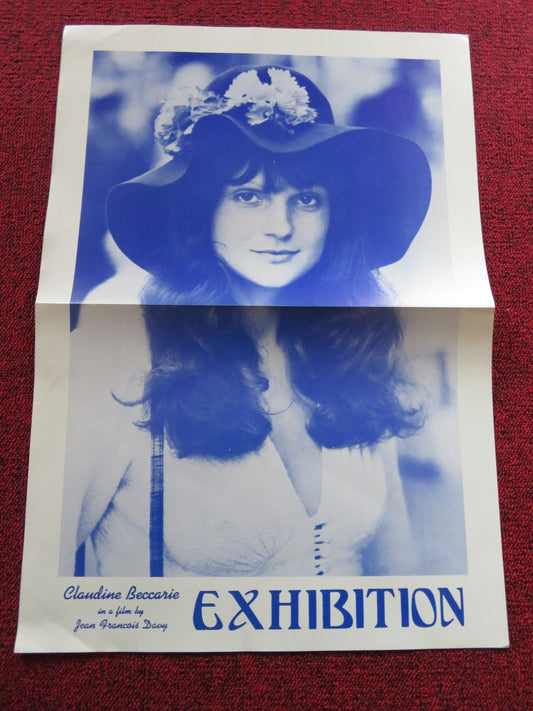 Claudine Beccarie
in a film by
Jean Francois Davy
EXHIBITION